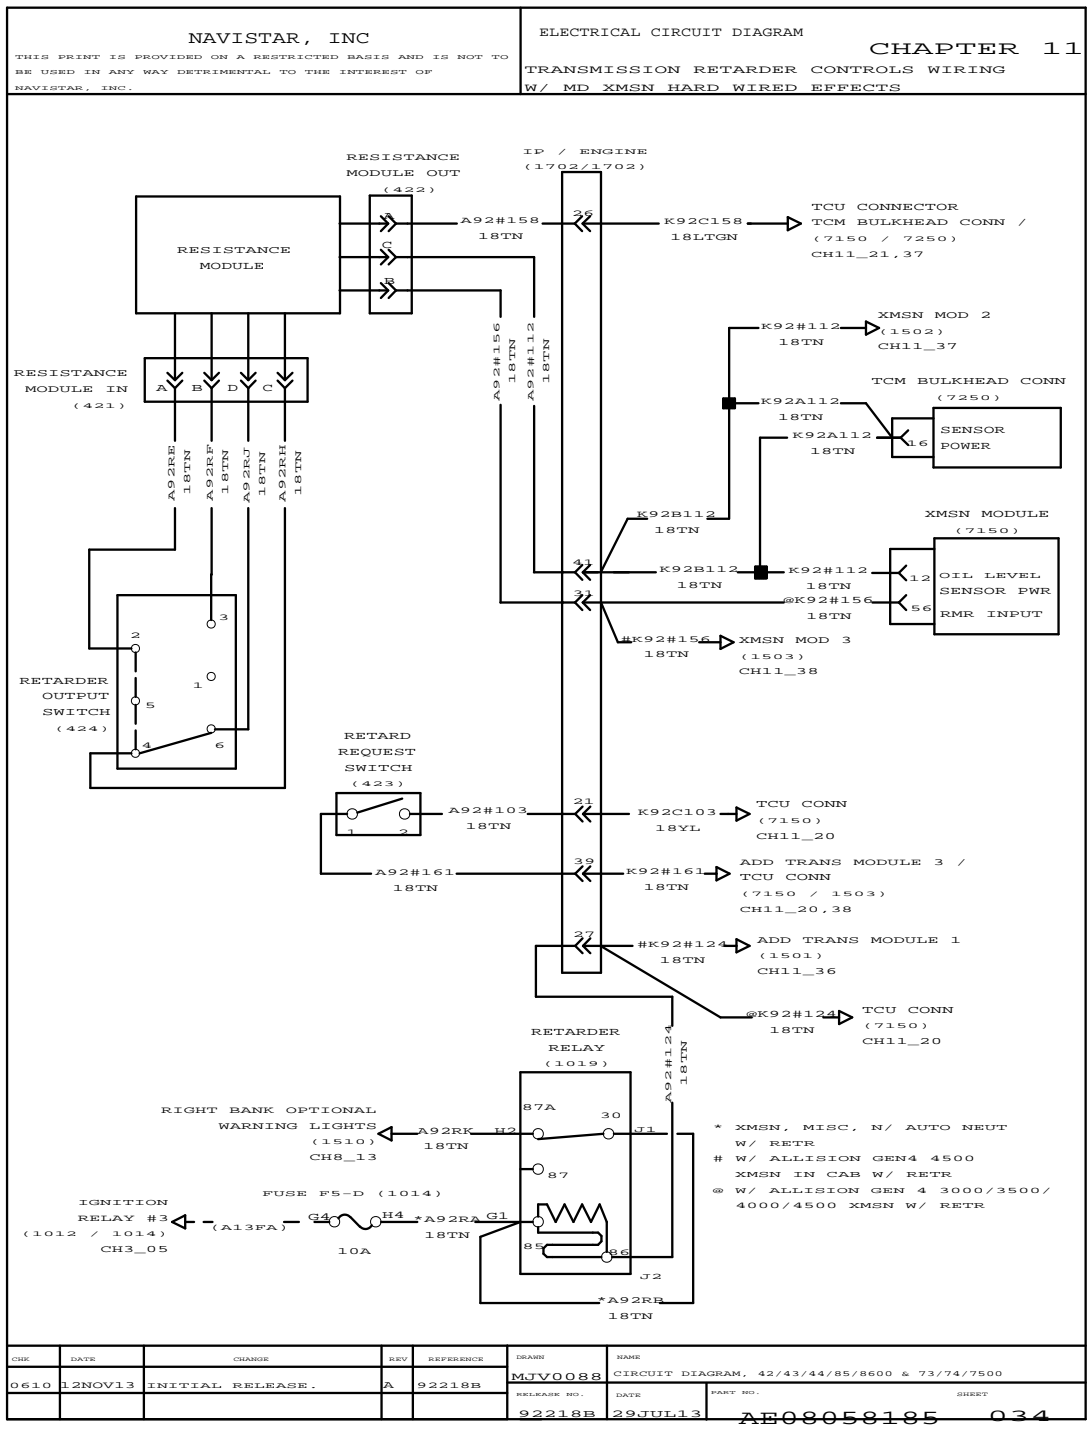 NAVISTAR, INC
THIS PRINT IS PROVIDED ON A RESTRICTED BASIS AND IS NOT TO
BE USED IN ANY WAY DETRIMENTAL TO THE INTEREST OF
NAVISTAR, INC.
ELECTRICAL CIRCUIT DIAGRAM
CHAPTER 11
TRANSMISSION RETARDER CONTROLS WIRING
W/ MD XMSN HARD WIRED EFFECTS
RESISTANCE
MODULE OUT
(422)
IP / ENGINE
(1702/1702)
RESISTANCE
MODULE
A
C
B
A92#158
18TN
26
K92C158
18LTGN
TCU CONNECTOR
TCM BULKHEAD CONN /
(7150 / 7250)
CH11_21,37
A92#156
18TN
A92#112
18TN
K92#112
18TN
XMSN MOD 2
(1502)
CH11_37
RESISTANCE
MODULE IN
(421)
A B D C
TCM BULKHEAD CONN
(7250)
K92A112
18TN
K92A112
18TN
16
SENSOR
POWER
A92RE
18TN
A92RF
18TN
A92RJ
18TN
A92RH
18TN
K92B112
18TN
XMSN MODULE
(7150)
41
K92B112
18TN
K92#112
18TN
12
OIL LEVEL
SENSOR PWR
31
@K92#156
18TN
56
RMR INPUT
#K92#156
18TN
XMSN MOD 3
(1503)
CH11_38
RETARDER
OUTPUT
SWITCH
(424)
2
3
1
5
4
6
RETARD
REQUEST
SWITCH
(423)
1 2
A92#103
18TN
21
K92C103
18YL
TCU CONN
(7150)
CH11_20
A92#161
18TN
39
K92#161
18TN
ADD TRANS MODULE 3 /
TCU CONN
(7150 / 1503)
CH11_20,38
27
#K92#124
18TN
ADD TRANS MODULE 1
(1501)
CH11_36
@K92#124
18TN
TCU CONN
(7150)
CH11_20
RETARDER
RELAY
(1019)
A92#124
18TN
87A
30
RIGHT BANK OPTIONAL
WARNING LIGHTS
(1510)
CH8_13
A92RK
18TN
H2
J1
87
FUSE F5-D (1014)
IGNITION
RELAY #3
(1012 / 1014)
CH3_05
(A13FA)
G4
H4
10A
*A92RA
18TN
G1
85
86
J2
*A92RB
18TN
* XMSN, MISC, N/ AUTO NEUT
W/ RETR
# W/ ALLISION GEN4 4500
XMSN IN CAB W/ RETR
@ W/ ALLISION GEN 4 3000/3500/
4000/4500 XMSN W/ RETR
CHK DATE CHANGE REV REFERENCE
0610 12NOV13 INITIAL RELEASE. A 92218B
DRAWN
MJV0088
NAME
CIRCUIT DIAGRAM, 42/43/44/85/8600 & 73/74/7500
RELEASE NO.
92218B
DATE
29JUL13
PART NO.
AE08058185
SHEET
034